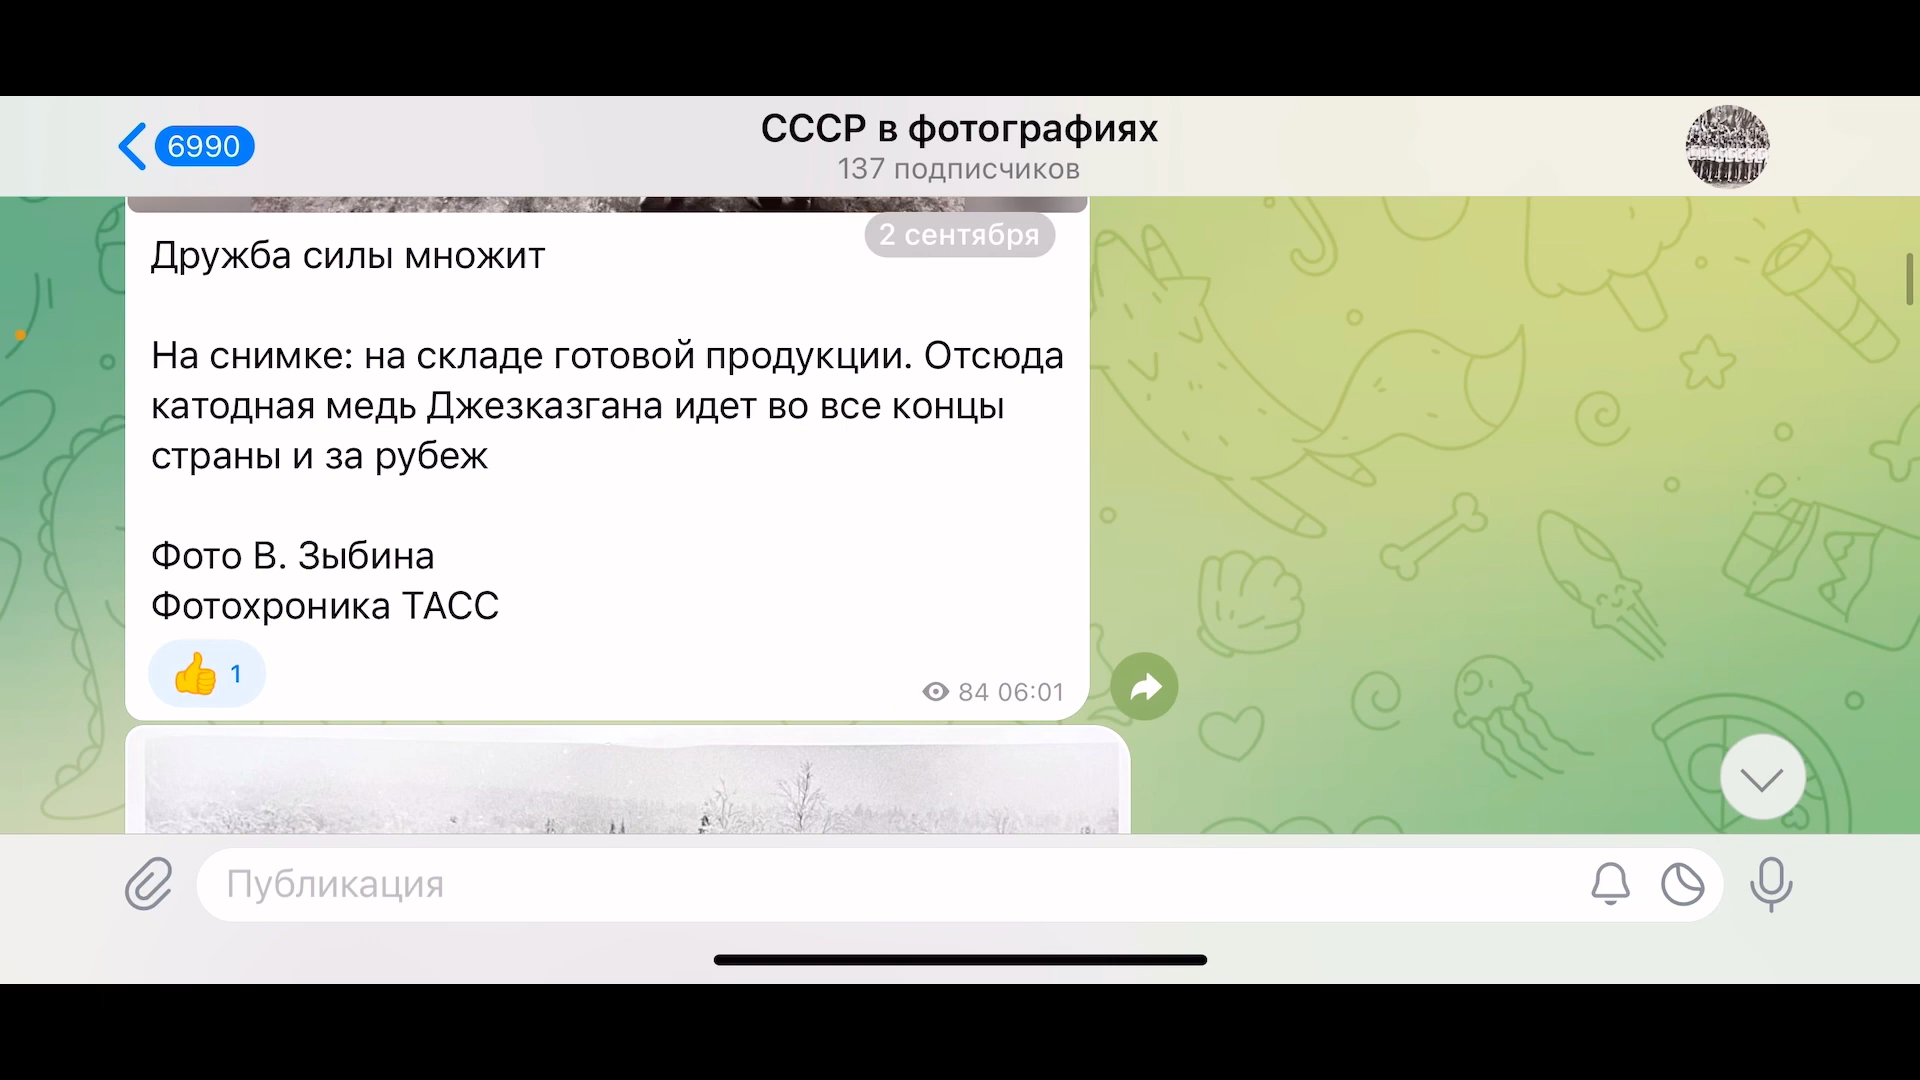 6990
СССР в фотографиях
137 подписчиков
2 сентября
Дружба силы множит
На снимке: на складе готовой продукции. Отсюда
катодная медь Джезказгана идет во все концы
страны и за рубеж
Фото В. Зыбина
Фотохроника ТАСС
👍 1
84 06:01
Публикация